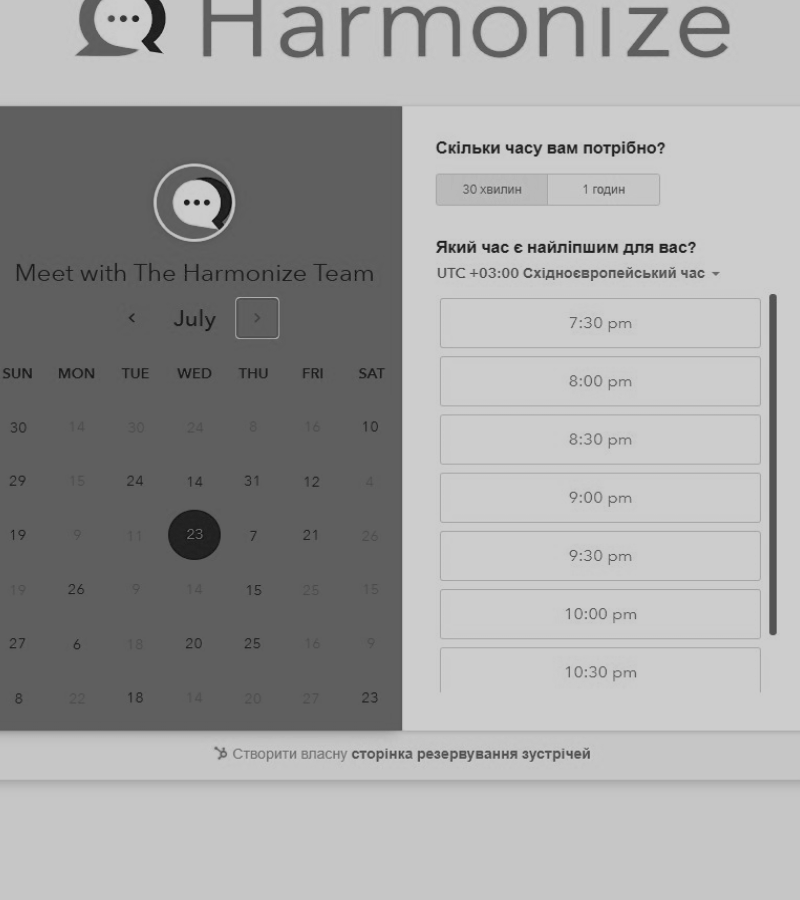 Harmonize
Meet with The Harmonize Team
July
SUN MON TUE WED THU FRI SAT
30 14 30 24 8 16 10
29 15 24 14 31 12 4
19 9 11 23 7 21 26
19 26 9 14 15 25 15
27 6 18 20 25 16 9
8 22 18 14 20 27 23
Скільки часу вам потрібно?
30 хвилин 1 годин
Який час є найліпшим для вас?
UTC +03:00 Східноєвропейський час
7:30 pm
8:00 pm
8:30 pm
9:00 pm
9:30 pm
10:00 pm
10:30 pm
Створити власну сторінка резервування зустрічей